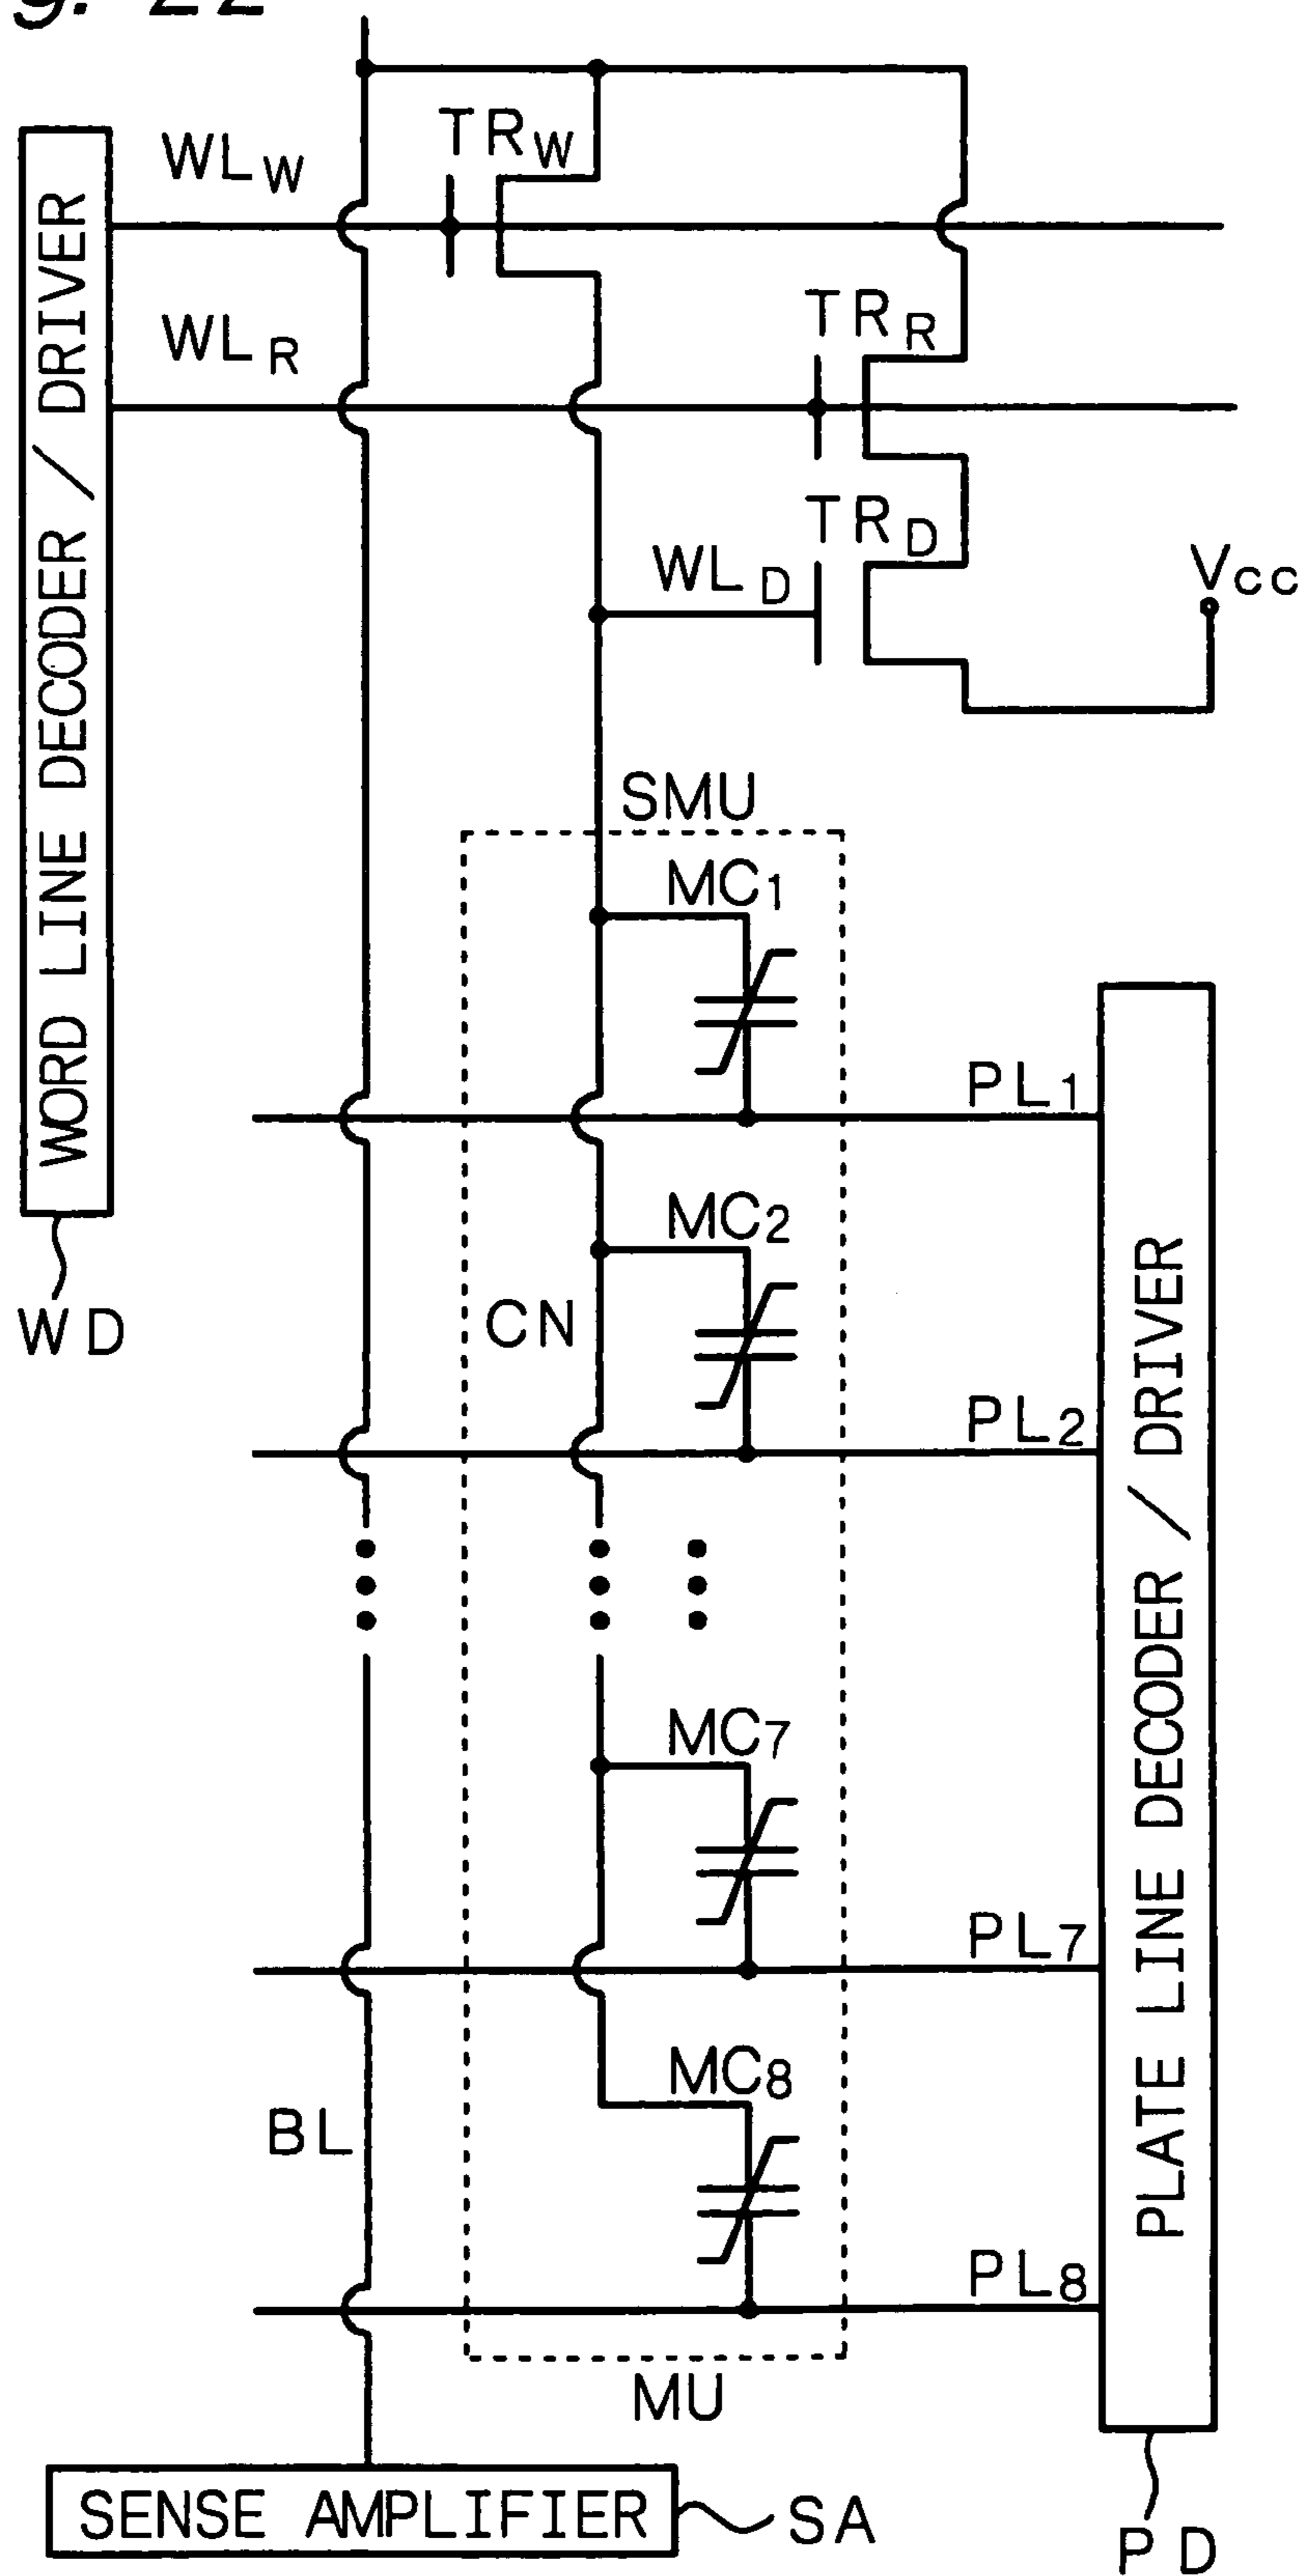 g. 22
TRW
WLW
TRR
WLR
TRD
WLD
Vcc
WORD LINE DECODER / DRIVER
SMU
MC1
PL1
MC2
WD
CN
PL2
PLATE LINE DECODER / DRIVER
MC7
PL7
MC8
BL
PL8
MU
SENSE AMPLIFIER
SA
PD